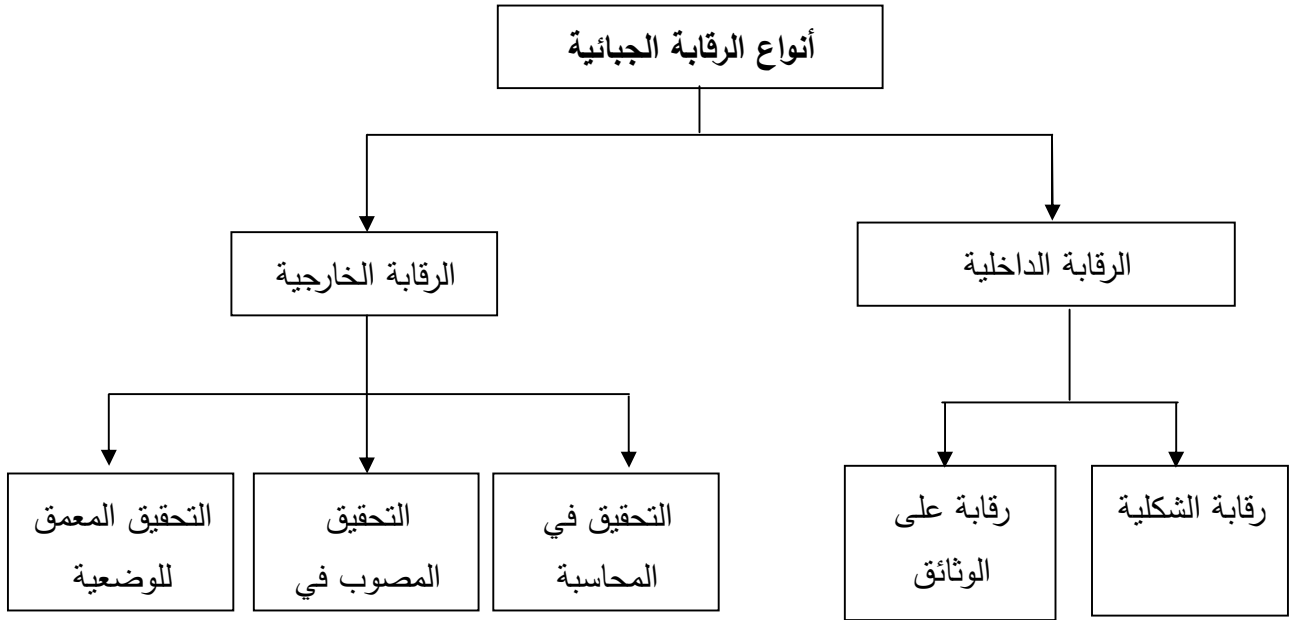 أنواع الرقابة الجبائية
الرقابة الداخلية
الرقابة الخارجية
رقابة الشكلية
رقابة على
الوثائق
التحقيق في
المحاسبة
التحقيق
المصوب في
التحقيق المعمق
للوضعية